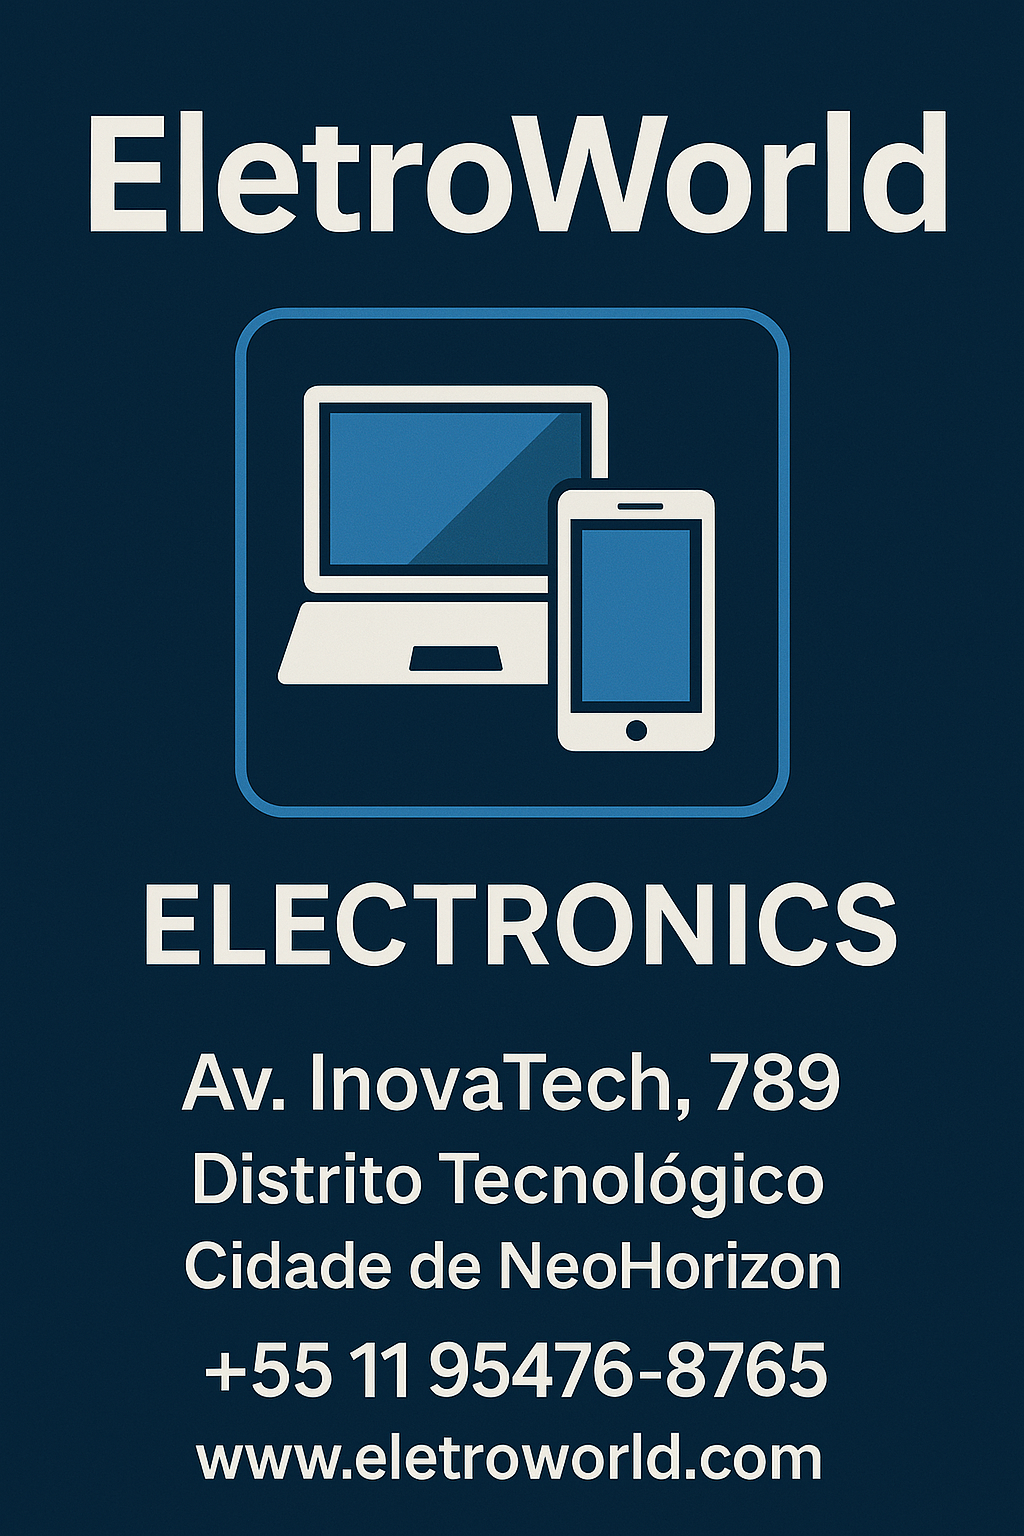 EletroWorld
ELECTRONICS
Av. InovaTech, 789
Distrito Tecnológico
Cidade de NeoHorizon
+55 11 95476-8765
www.eletroworld.com